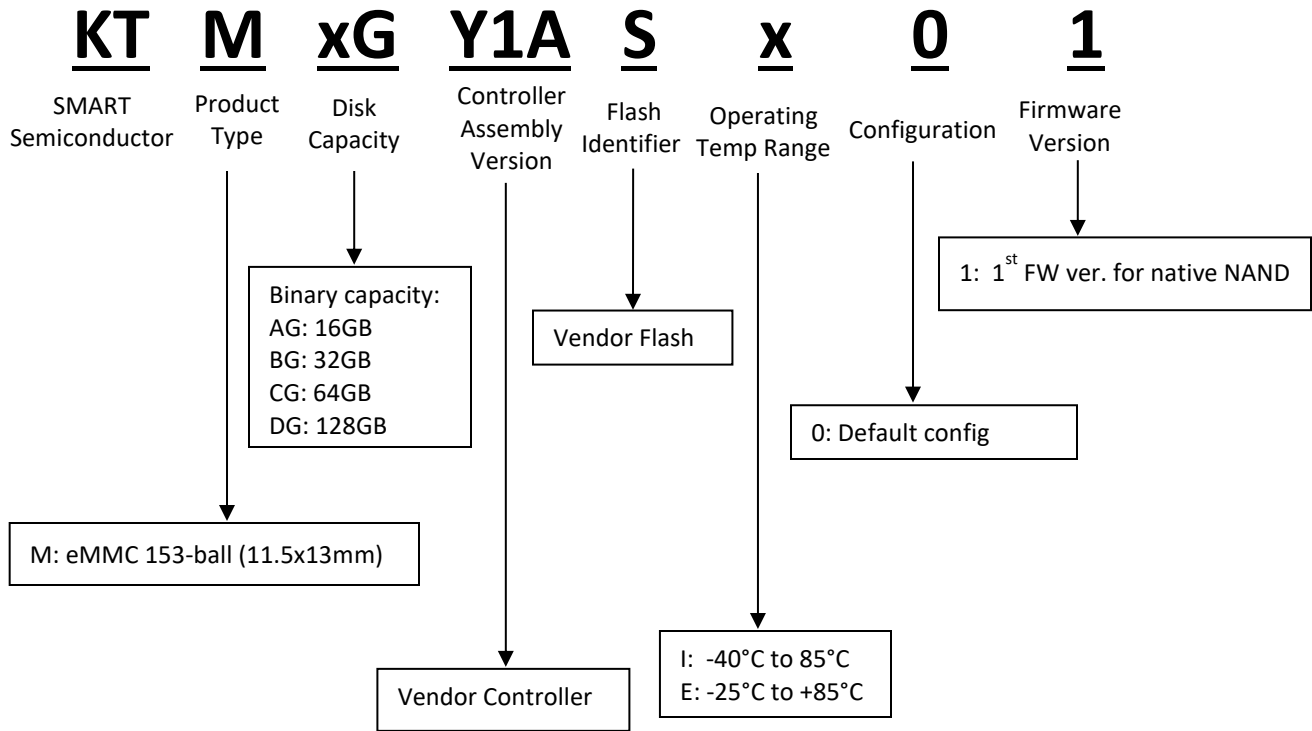 KT M xG Y1A S x 0 1
SMART
Semiconductor
Product
Type
Disk
Capacity
Controller
Assembly
Version
Flash
Identifier
Operating
Temp Range
Configuration
Firmware
Version
1: 1st FW ver. for native NAND
Binary capacity:
AG: 16GB
BG: 32GB
CG: 64GB
DG: 128GB
Vendor Flash
0: Default config
M: eMMC 153-ball (11.5x13mm)
I: -40°C to 85°C
E: -25°C to +85°C
Vendor Controller